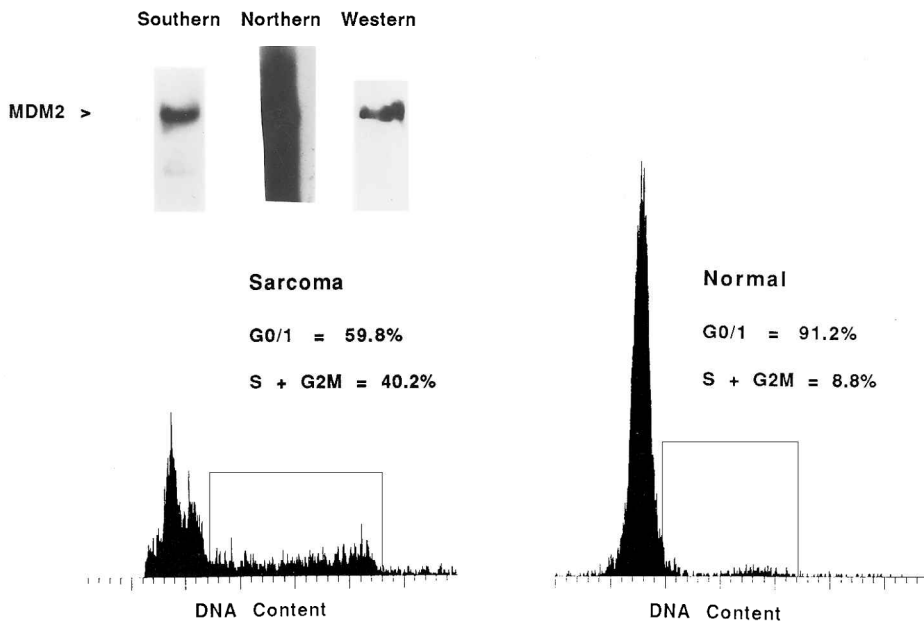 Southern Northern Western
MDM2 >
Sarcoma
G0/1 = 59.8%
S + G2M = 40.2%
DNA Content
Normal
G0/1 = 91.2%
S + G2M = 8.8%
DNA Content